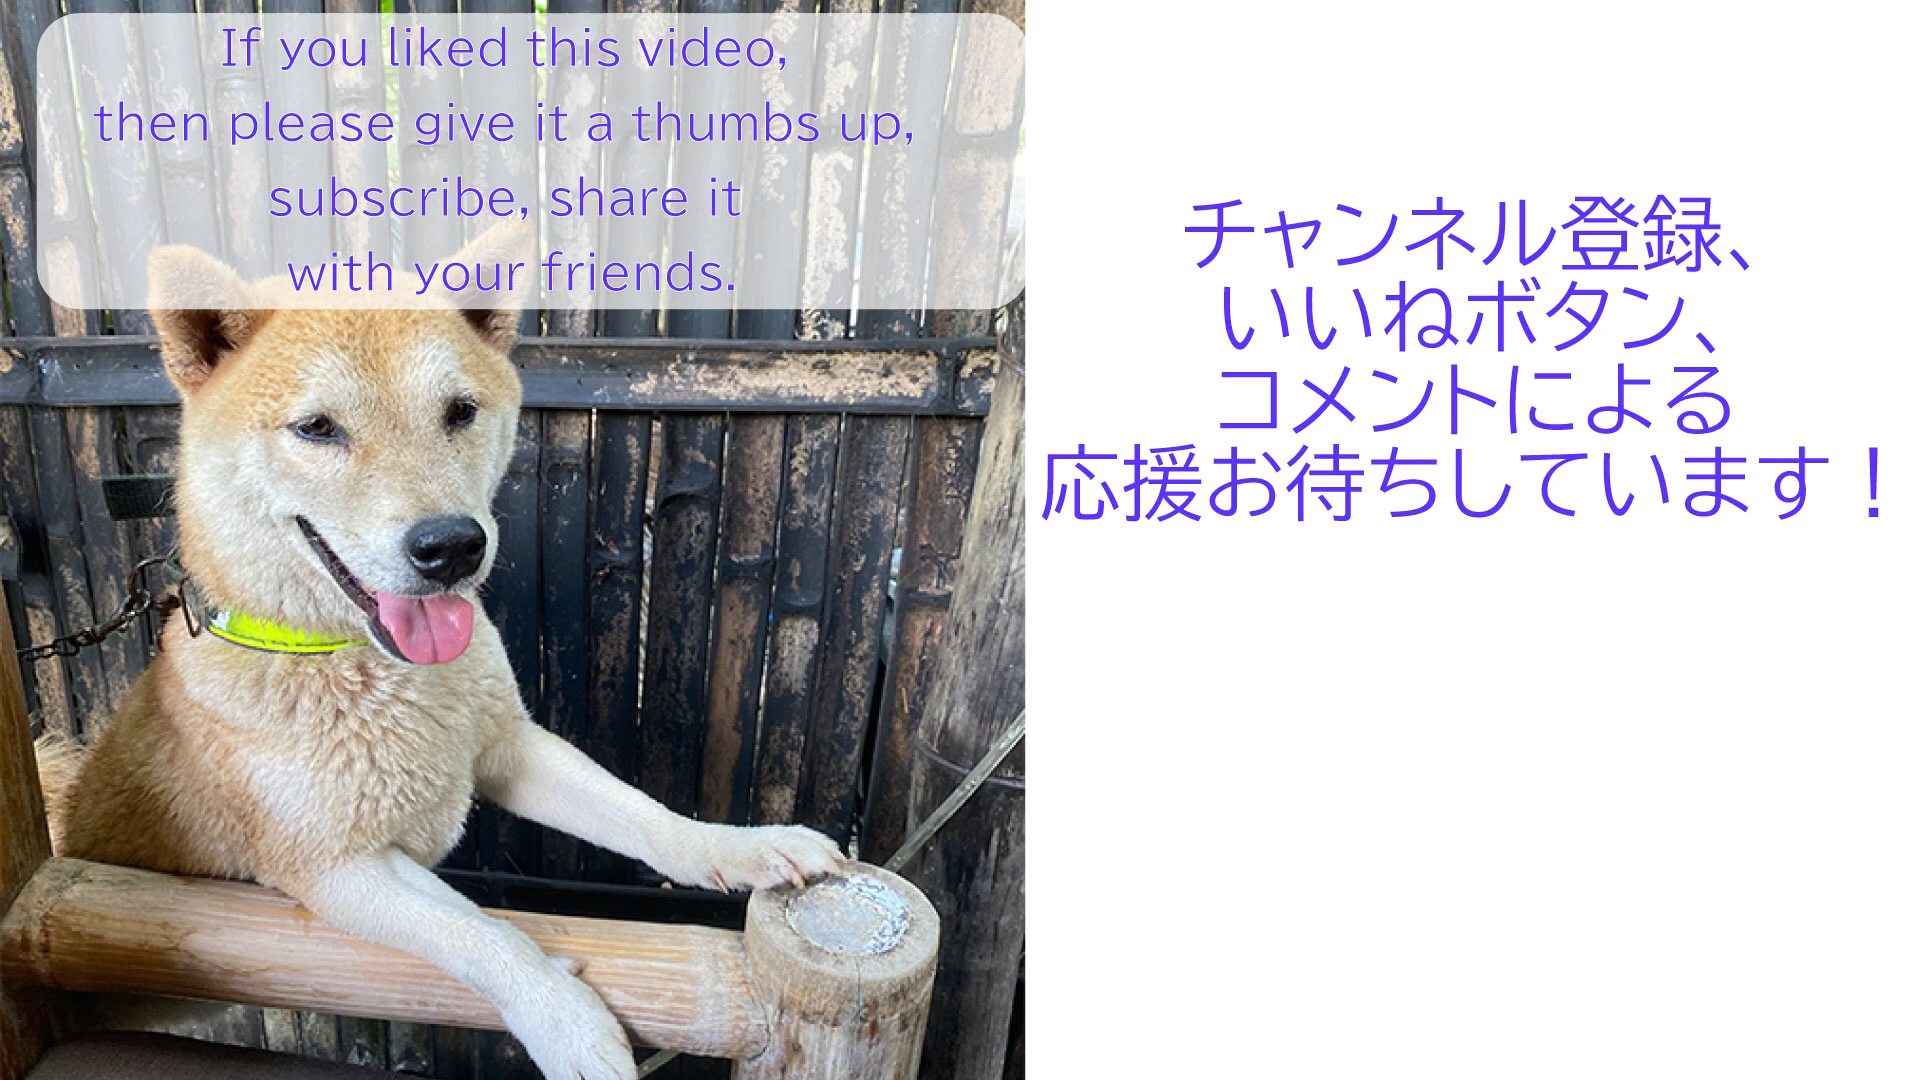 If you liked this video,
then please give it a thumbs up,
subscribe, share it
with your friends.
チャンネル登録、
いいねボタン、
コメントによる
応援お待ちしています！